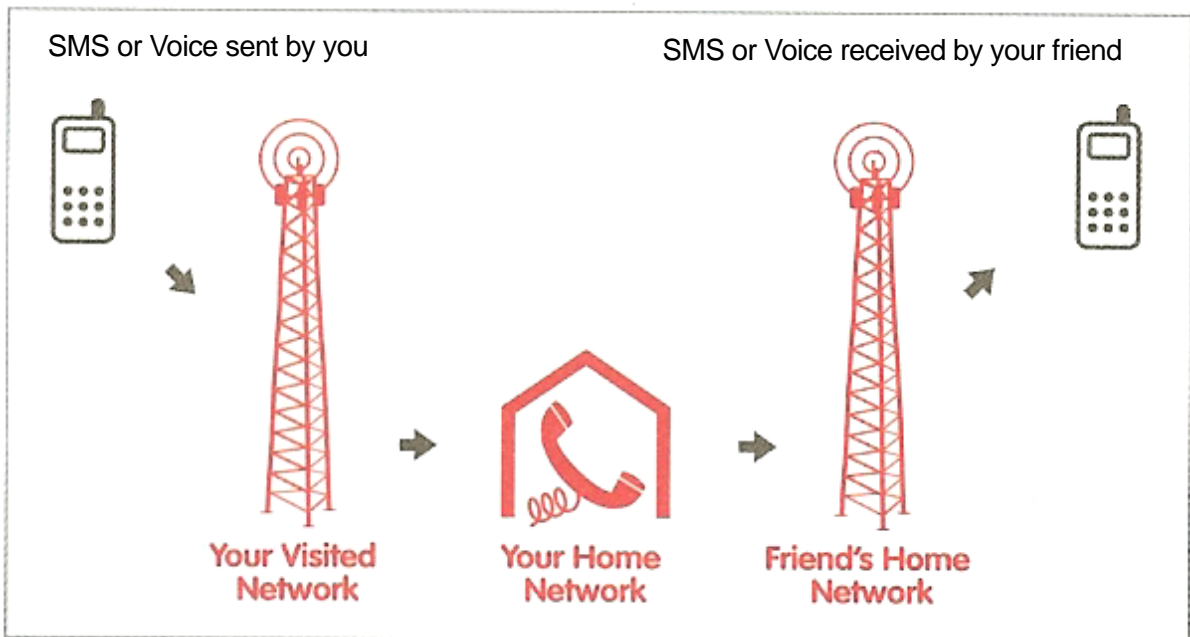 SMS or Voice sent by you
SMS or Voice received by your friend
Your Visited
Network
Your Home
Network
Friend's Home
Network